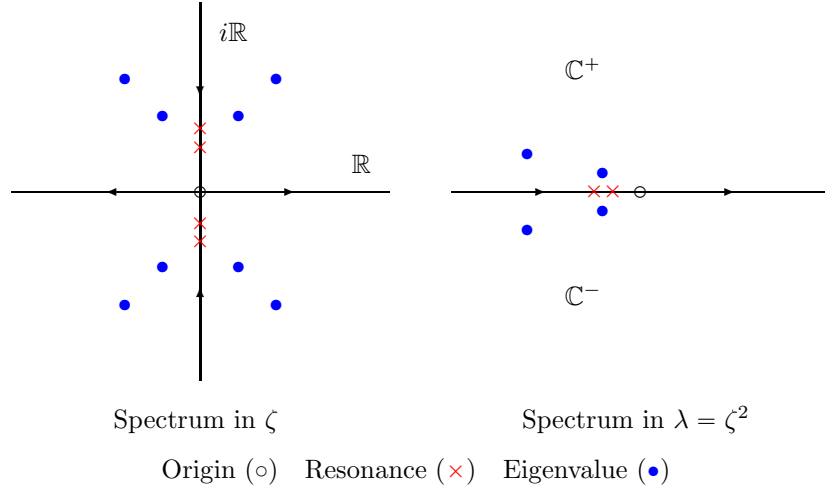 iℝ
ℝ
ℂ⁺
ℂ⁻
Spectrum in ζ
Spectrum in λ = ζ²
Origin (○) Resonance (×) Eigenvalue (●)